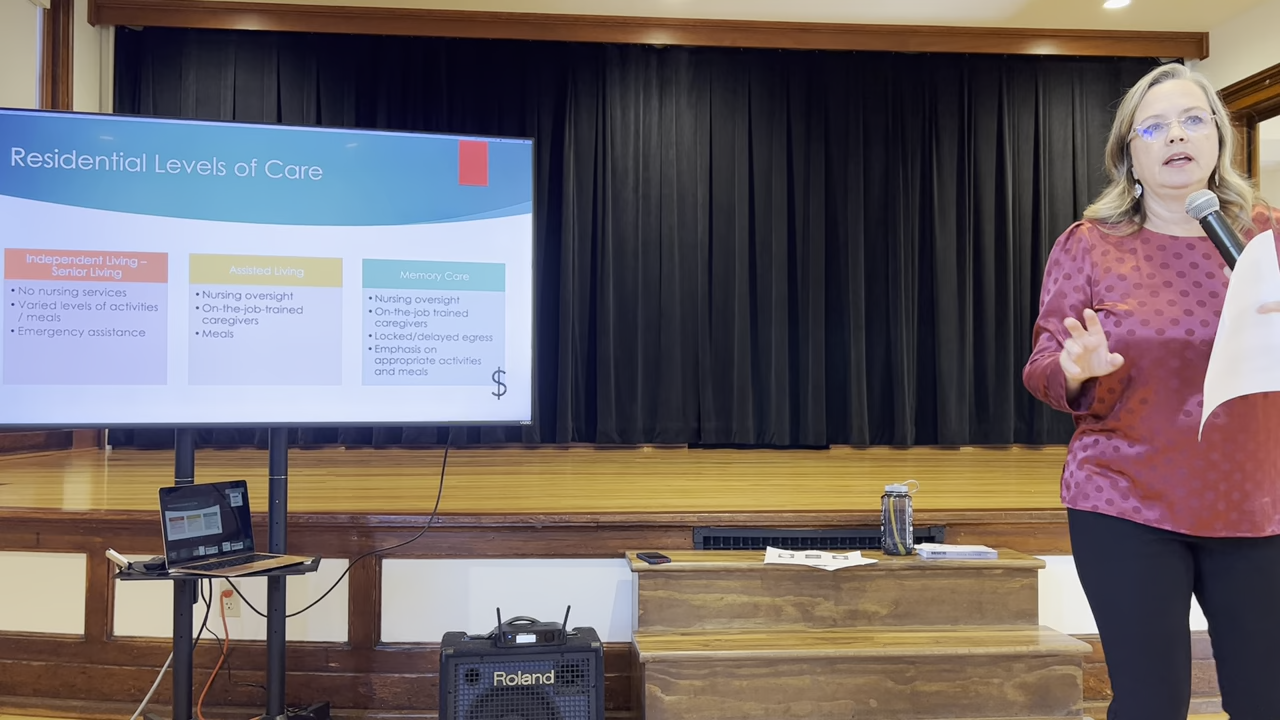 Residential Levels of Care
Independent Living –
Senior Living
• No nursing services
• Varied levels of activities
/ meals
• Emergency assistance
Assisted Living
• Nursing oversight
• On-the-job-trained
caregivers
• Meals
Memory Care
• Nursing oversight
• On-the-job trained
caregivers
• Locked/delayed egress
• Emphasis on
appropriate activities
and meals
$
Roland